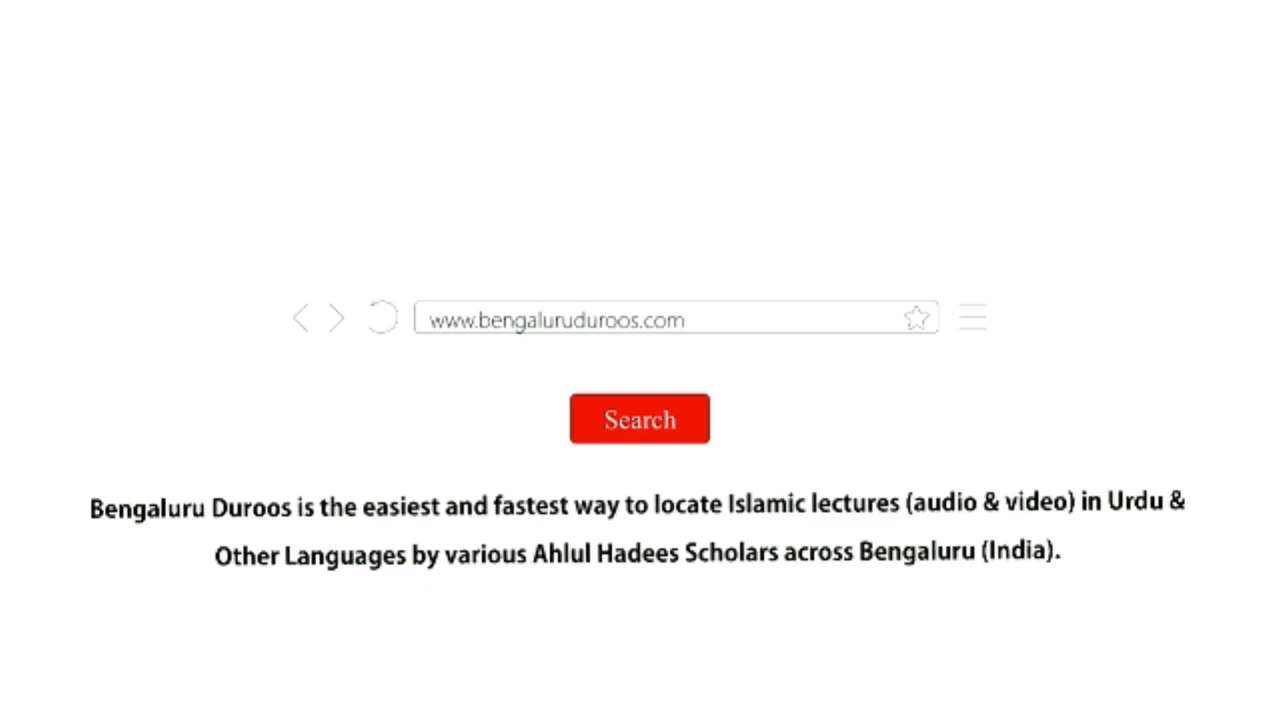 www.bengaluruduroos.com
Search
Bengaluru Duroos is the easiest and fastest way to locate Islamic lectures (audio & video) in Urdu &
Other Languages by various Ahlul Hadees Scholars across Bengaluru (India).